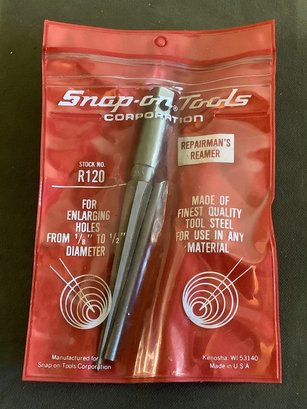 Snap-on® Tools
CORPORATION
REPAIRMAN'S
REAMER
STOCK NO.
R120
FOR
ENLARGING
HOLES
FROM 1/8" TO 1/2"
DIAMETER
MADE OF
FINEST QUALITY
TOOL STEEL
FOR USE IN ANY
MATERIAL
Manufactured for
Snap-on Tools Corporation
Kenosha, WI 53140
Made in U.S.A.